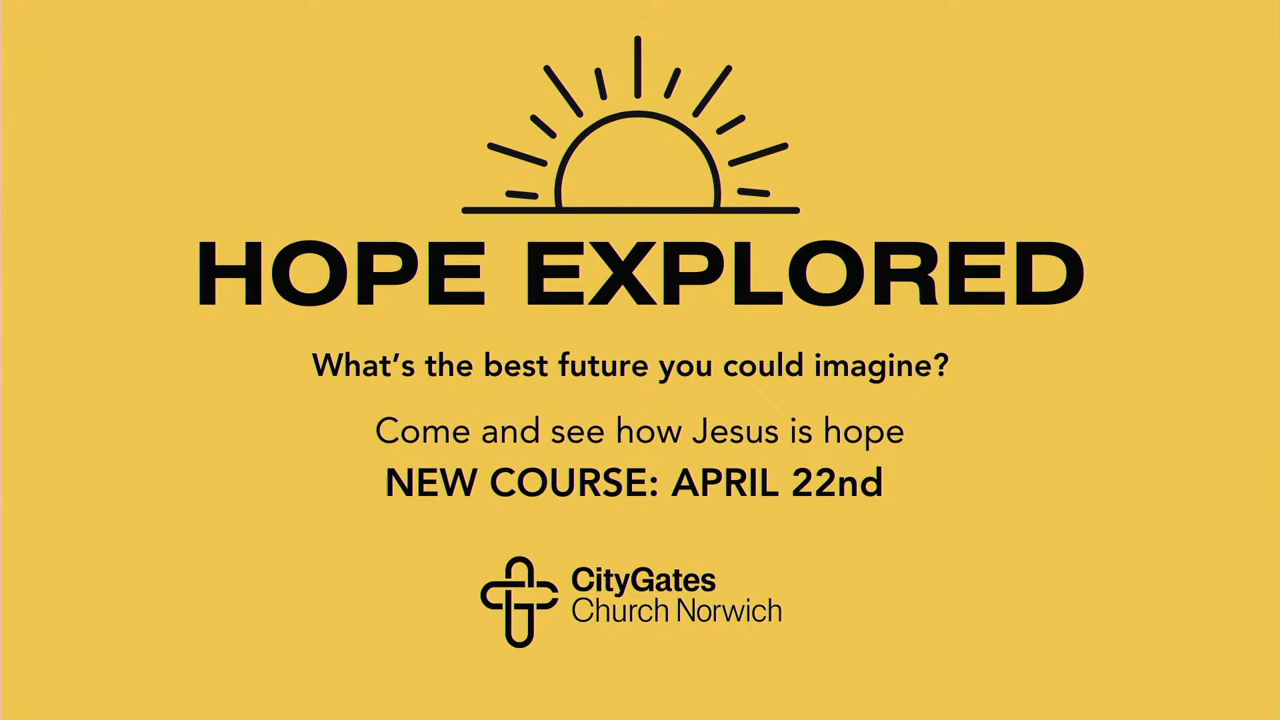 HOPE EXPLORED
What's the best future you could imagine?
Come and see how Jesus is hope
NEW COURSE: APRIL 22nd
CityGates
Church Norwich